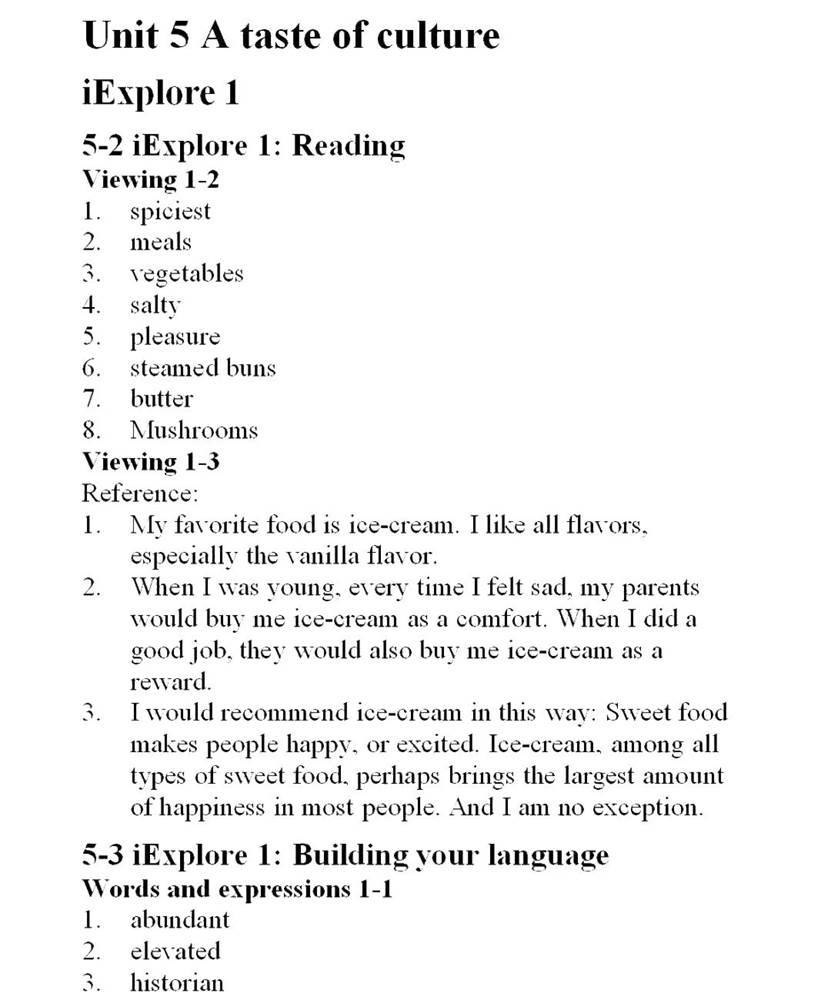 Unit 5 A taste of culture
iExplore 1
5-2 iExplore 1: Reading
Viewing 1-2
1. spiciest
2. meals
3. vegetables
4. salty
5. pleasure
6. steamed buns
7. butter
8. Mushrooms
Viewing 1-3
Reference:
1. My favorite food is ice-cream. I like all flavors,
especially the vanilla flavor.
2. When I was young, every time I felt sad, my parents
would buy me ice-cream as a comfort. When I did a
good job, they would also buy me ice-cream as a
reward.
3. I would recommend ice-cream in this way: Sweet food
makes people happy, or excited. Ice-cream, among all
types of sweet food, perhaps brings the largest amount
of happiness in most people. And I am no exception.
5-3 iExplore 1: Building your language
Words and expressions 1-1
1. abundant
2. elevated
3. historian